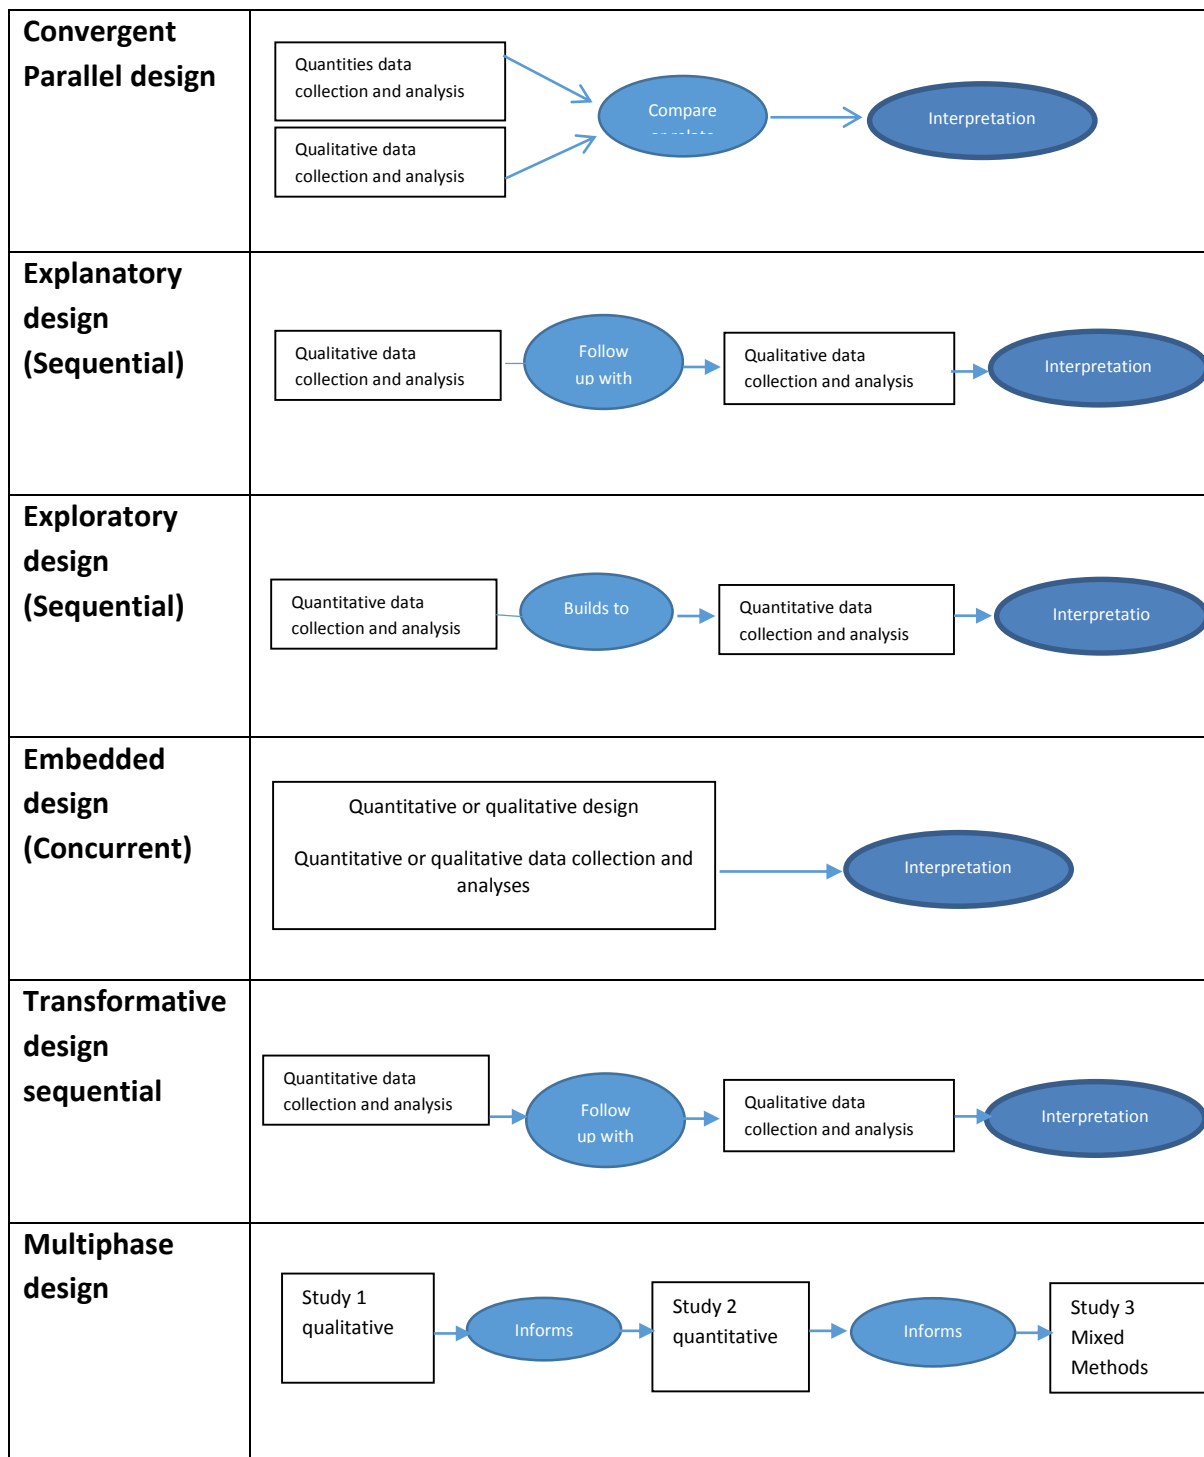 Convergent
Parallel design
Quantities data
collection and analysis
Qualitative data
collection and analysis
Compare
or relate
Interpretation
Explanatory
design
(Sequential)
Qualitative data
collection and analysis
Follow
up with
Qualitative data
collection and analysis
Interpretation
Exploratory
design
(Sequential)
Quantitative data
collection and analysis
Builds to
Quantitative data
collection and analysis
Interpretatio
Embedded
design
(Concurrent)
Quantitative or qualitative design
Quantitative or qualitative data collection and
analyses
Interpretation
Transformative
design
sequential
Quantitative data
collection and analysis
Follow
up with
Qualitative data
collection and analysis
Interpretation
Multiphase
design
Study 1
qualitative
Informs
Study 2
quantitative
Informs
Study 3
Mixed
Methods